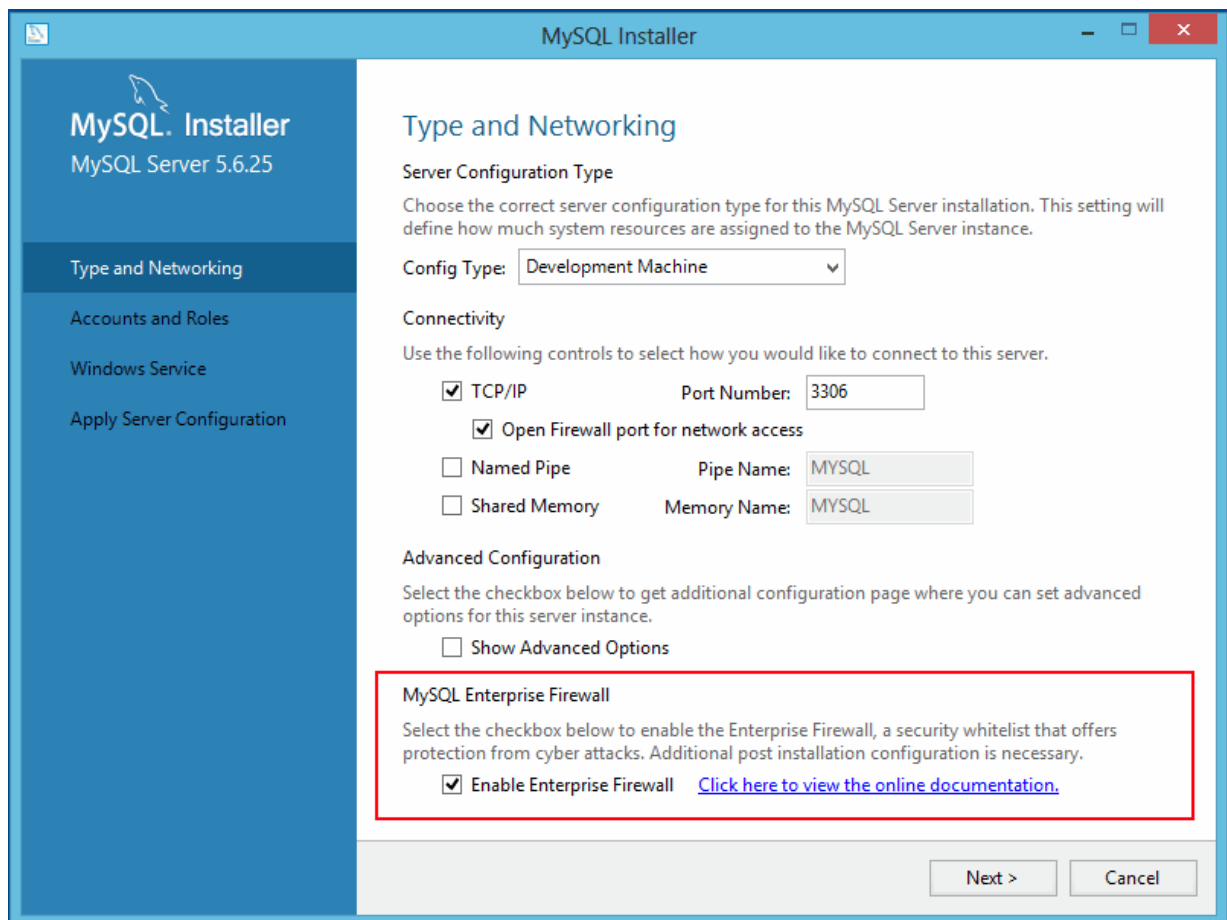 MySQL Installer
MySQL. Installer
MySQL Server 5.6.25
Type and Networking
Accounts and Roles
Windows Service
Apply Server Configuration
Type and Networking
Server Configuration Type
Choose the correct server configuration type for this MySQL Server installation. This setting will
define how much system resources are assigned to the MySQL Server instance.
Config Type: Development Machine
Connectivity
Use the following controls to select how you would like to connect to this server.
TCP/IP Port Number: 3306
Open Firewall port for network access
Named Pipe Pipe Name: MYSQL
Shared Memory Memory Name: MYSQL
Advanced Configuration
Select the checkbox below to get additional configuration page where you can set advanced
options for this server instance.
Show Advanced Options
MySQL Enterprise Firewall
Select the checkbox below to enable the Enterprise Firewall, a security whitelist that offers
protection from cyber attacks. Additional post installation configuration is necessary.
Enable Enterprise Firewall Click here to view the online documentation.
Next > Cancel